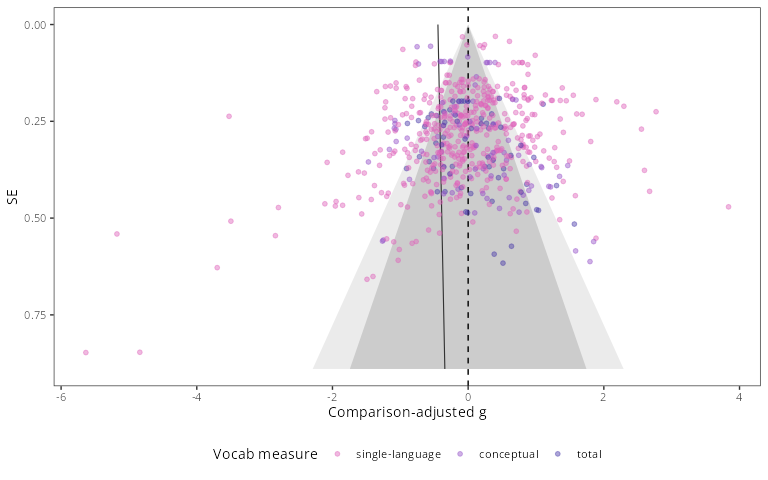 0.00
0.25
0.50
0.75
SE
-6 -4 -2 0 2 4
Comparison-adjusted g
Vocab measure single-language conceptual total